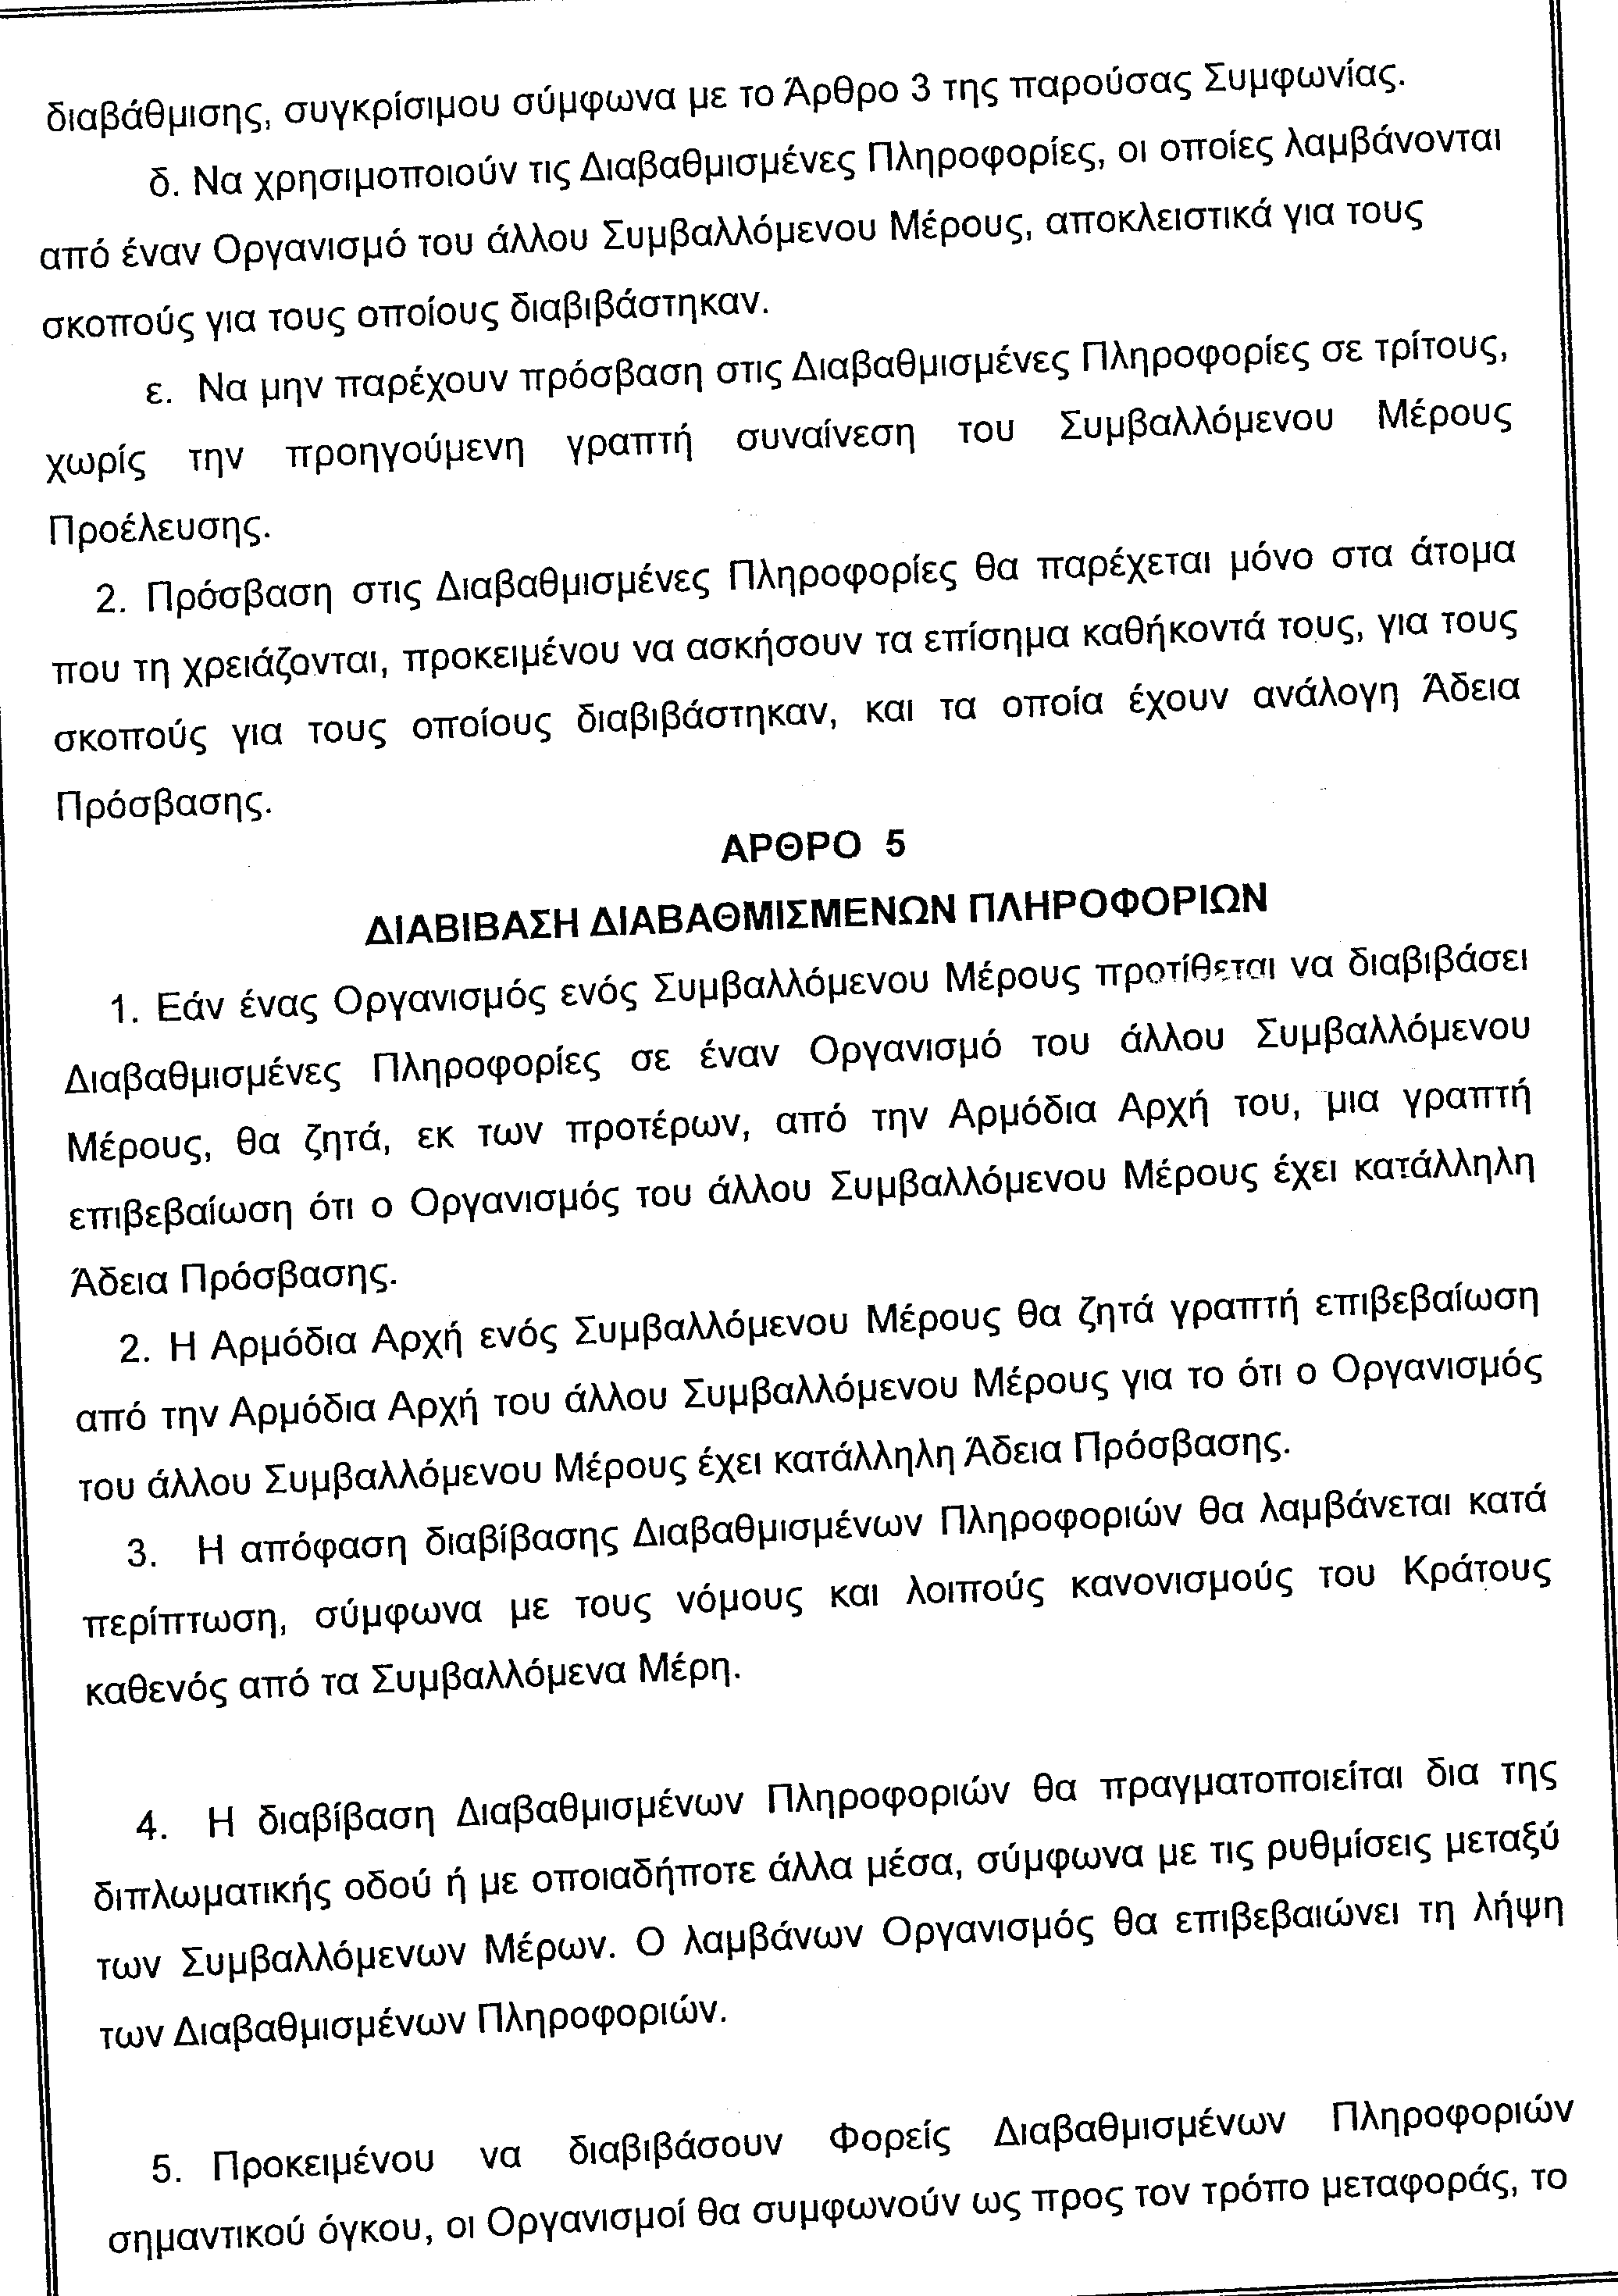 διαβάθμισης, συγκρίσιμου σύμφωνα με το Άρθρο 3 της παρούσας Συμφωνίας.
δ. Να χρησιμοποιούν τις Διαβαθμισμένες Πληροφορίες, οι οποίες λαμβάνονται
από έναν Οργανισμό του άλλου Συμβαλλόμενου Μέρους, αποκλειστικά για τους
σκοπούς για τους οποίους διαβιβάστηκαν.
ε. Να μην παρέχουν πρόσβαση στις Διαβαθμισμένες Πληροφορίες σε τρίτους,
χωρίς την προηγούμενη γραπτή συναίνεση του Συμβαλλόμενου Μέρους
Προέλευσης.
2. Πρόσβαση στις Διαβαθμισμένες Πληροφορίες θα παρέχεται μόνο στα άτομα
που τη χρειάζονται, προκειμένου να ασκήσουν τα επίσημα καθήκοντά τους, για τους
σκοπούς για τους οποίους διαβιβάστηκαν, και τα οποία έχουν ανάλογη Άδεια
Πρόσβασης.
ΑΡΘΡΟ 5
ΔΙΑΒΙΒΑΣΗ ΔΙΑΒΑΘΜΙΣΜΕΝΩΝ ΠΛΗΡΟΦΟΡΙΩΝ
1. Εάν ένας Οργανισμός ενός Συμβαλλόμενου Μέρους προτίθεται να διαβιβάσει
Διαβαθμισμένες Πληροφορίες σε έναν Οργανισμό του άλλου Συμβαλλόμενου
Μέρους, θα ζητά, εκ των προτέρων, από την Αρμόδια Αρχή του, μια γραπτή
επιβεβαίωση ότι ο Οργανισμός του άλλου Συμβαλλόμενου Μέρους έχει κατάλληλη
Άδεια Πρόσβασης.
2. Η Αρμόδια Αρχή ενός Συμβαλλόμενου Μέρους θα ζητά γραπτή επιβεβαίωση
από την Αρμόδια Αρχή του άλλου Συμβαλλόμενου Μέρους για το ότι ο Οργανισμός
του άλλου Συμβαλλόμενου Μέρους έχει κατάλληλη Άδεια Πρόσβασης.
3. Η απόφαση διαβίβασης Διαβαθμισμένων Πληροφοριών θα λαμβάνεται κατά
περίπτωση, σύμφωνα με τους νόμους και λοιπούς κανονισμούς του Κράτους
καθενός από τα Συμβαλλόμενα Μέρη.
4. Η διαβίβαση Διαβαθμισμένων Πληροφοριών θα πραγματοποιείται δια της
διπλωματικής οδού ή με οποιαδήποτε άλλα μέσα, σύμφωνα με τις ρυθμίσεις μεταξύ
των Συμβαλλόμενων Μέρων. Ο λαμβάνων Οργανισμός θα επιβεβαιώνει τη λήψη
των Διαβαθμισμένων Πληροφοριών.
5. Προκειμένου να διαβιβάσουν Φορείς Διαβαθμισμένων Πληροφοριών
σημαντικού όγκου, οι Οργανισμοί θα συμφωνούν ως προς τον τρόπο μεταφοράς, το